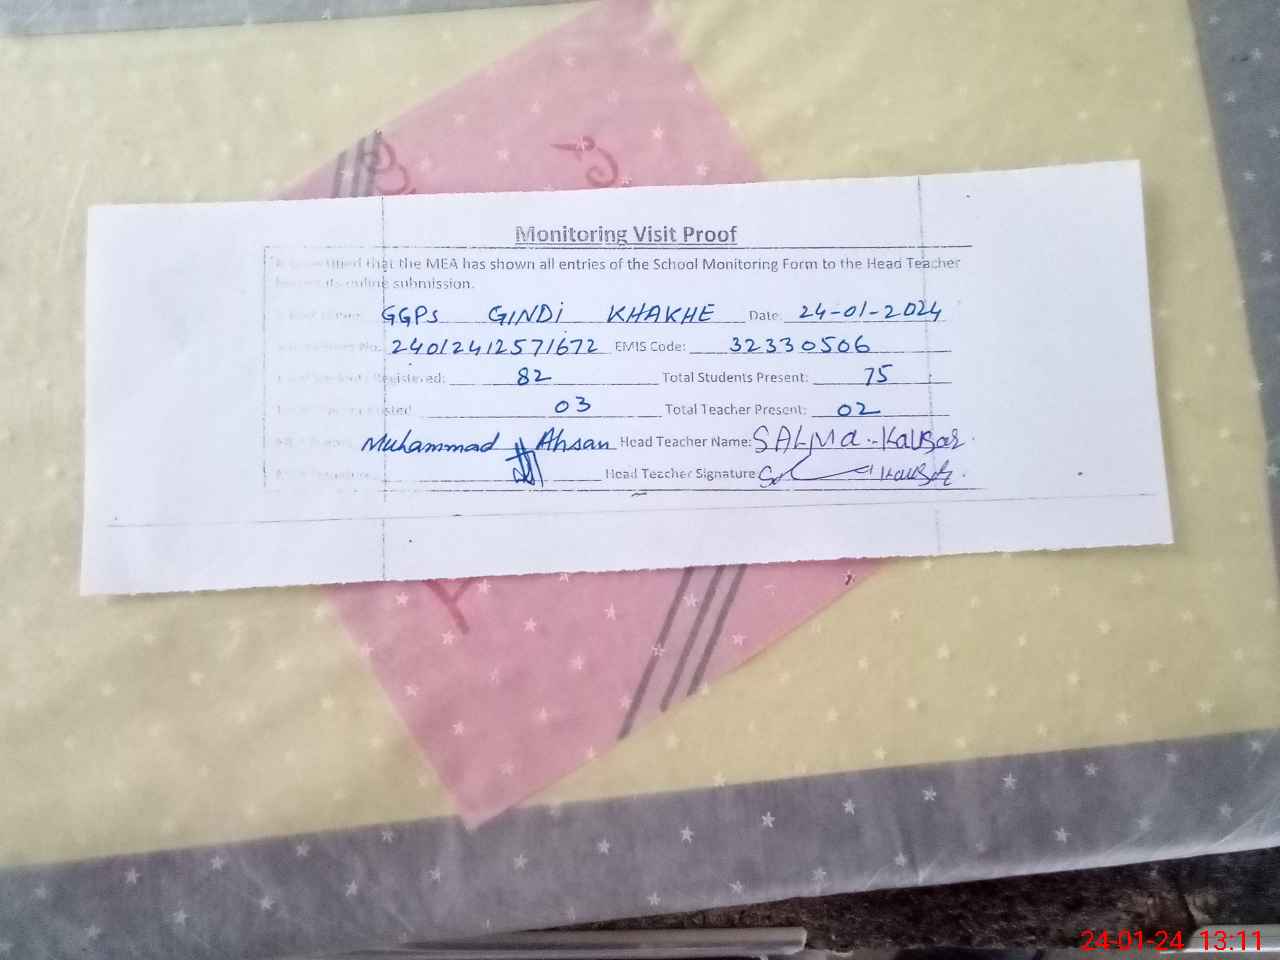 Monitoring Visit Proof
that the MEA has shown all entries of the School Monitoring Form to the Head Teacher
online submission.
GGPS GINDi KHAKHE Date: 24-01-2024
24012412571672 EMIS Code: 32330506
Registered: 82 Total Students Present: 75
03 Total Teacher Present: 02
Muhammad Ahsan Head Teacher Name: SALMa Kausar
Head Teacher Signature Kausar
24-01-24 13:11